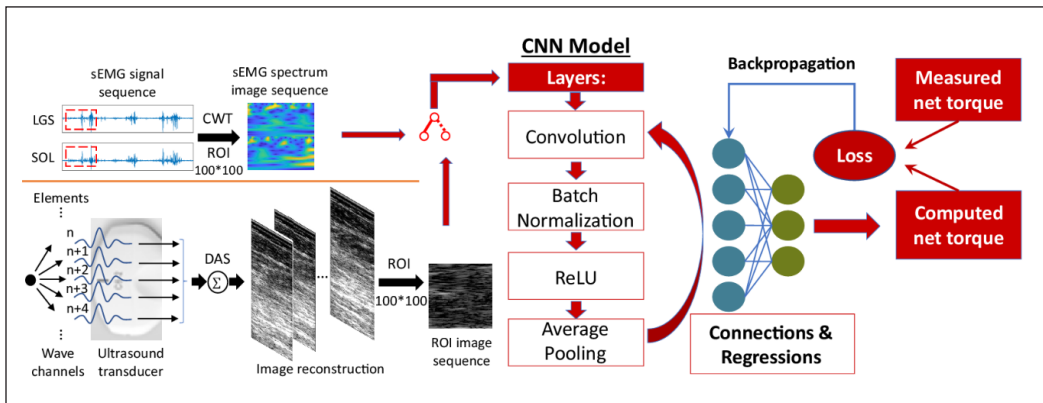 sEMG signal
sequence
sEMG spectrum
image sequence
LGS
SOL
CWT
ROI
100*100
Elements
...
n
n+1
n+2
n+3
n+4
...
Wave
channels
Ultrasound
transducer
DAS
Σ
...
Image reconstruction
ROI
100*100
ROI image
sequence
CNN Model
Layers:
Convolution
Batch
Normalization
ReLU
Average
Pooling
Backpropagation
Connections &
Regressions
Loss
Measured
net torque
Computed
net torque